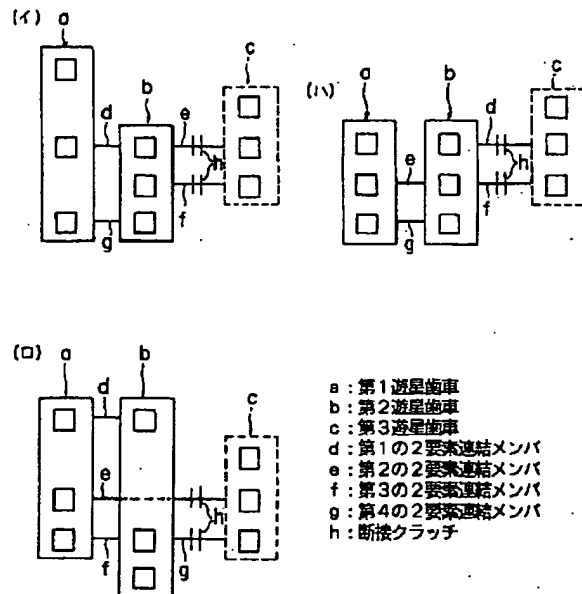 (イ)
a
b
c
d
e
h
f
g
(ハ)
a
b
c
d
e
h
f
g
(ロ)
a
b
c
d
e
h
f
g
a：第1遊星歯車
b：第2遊星歯車
c：第3遊星歯車
d：第1の2要素連結メンバ
e：第2の2要素連結メンバ
f：第3の2要素連結メンバ
g：第4の2要素連結メンバ
h：断接クラッチ